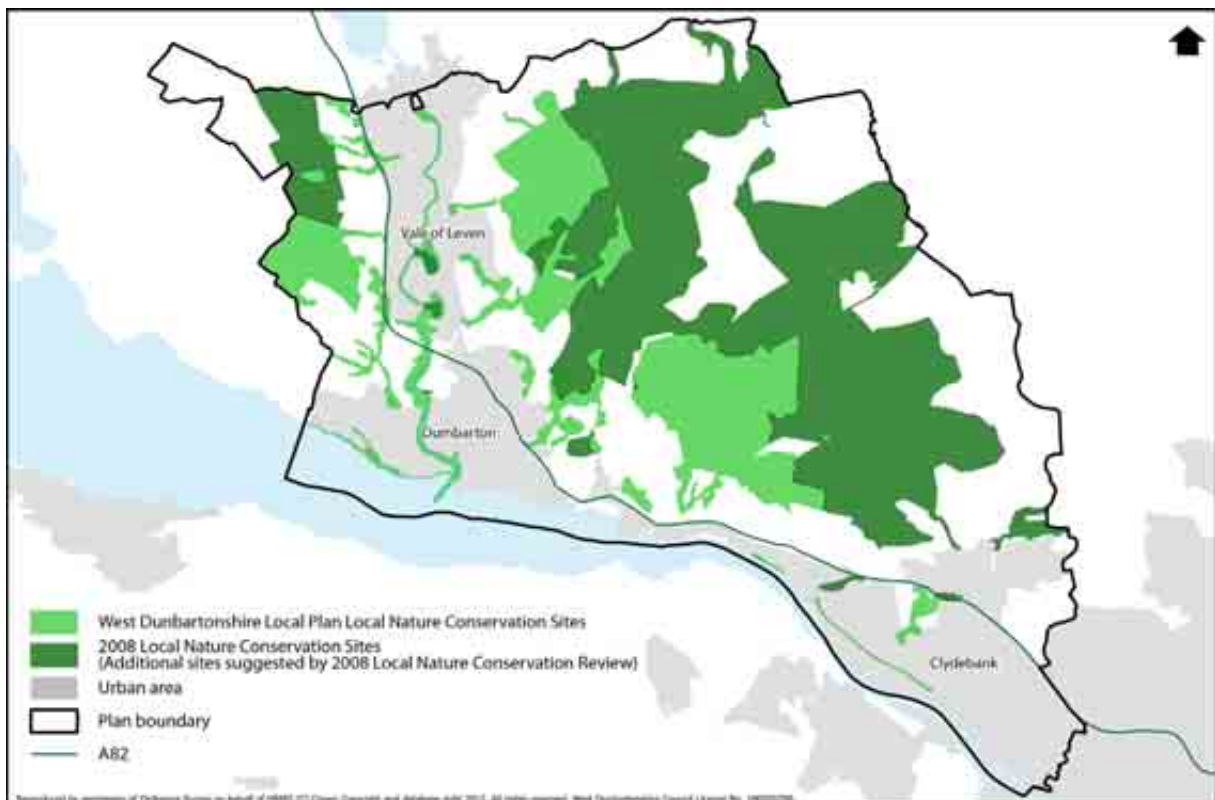 Vale of Leven
Dumbarton
Clydebank
West Dunbartonshire Local Plan Local Nature Conservation Sites
2008 Local Nature Conservation Sites
(Additional sites suggested by 2008 Local Nature Conservation Review)
Urban area
Plan boundary
A82